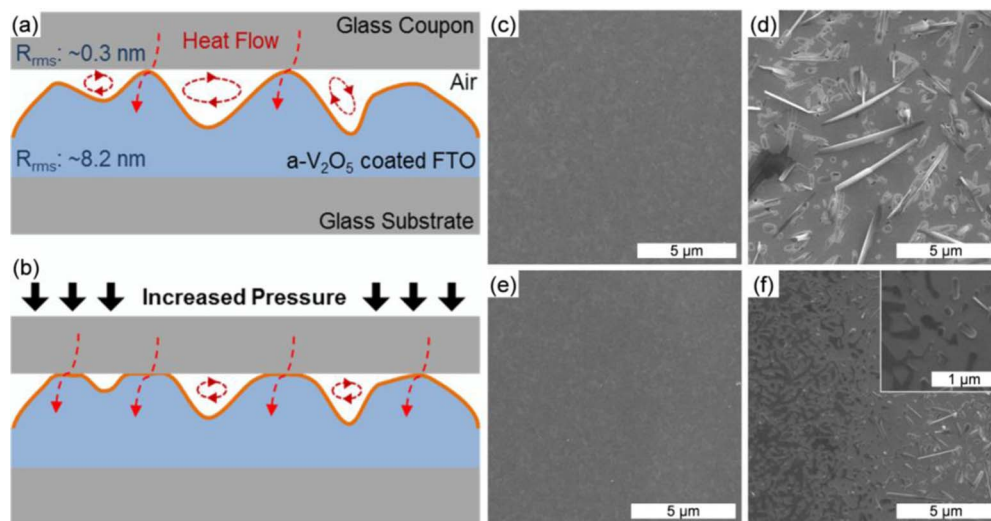 (a)
Glass Coupon
Rrms: ~0.3 nm
Heat Flow
Air
Rrms: ~8.2 nm
a-V2O5 coated FTO
Glass Substrate
(b)
Increased Pressure
(c)
5 µm
(d)
5 µm
(e)
5 µm
(f)
1 µm
5 µm